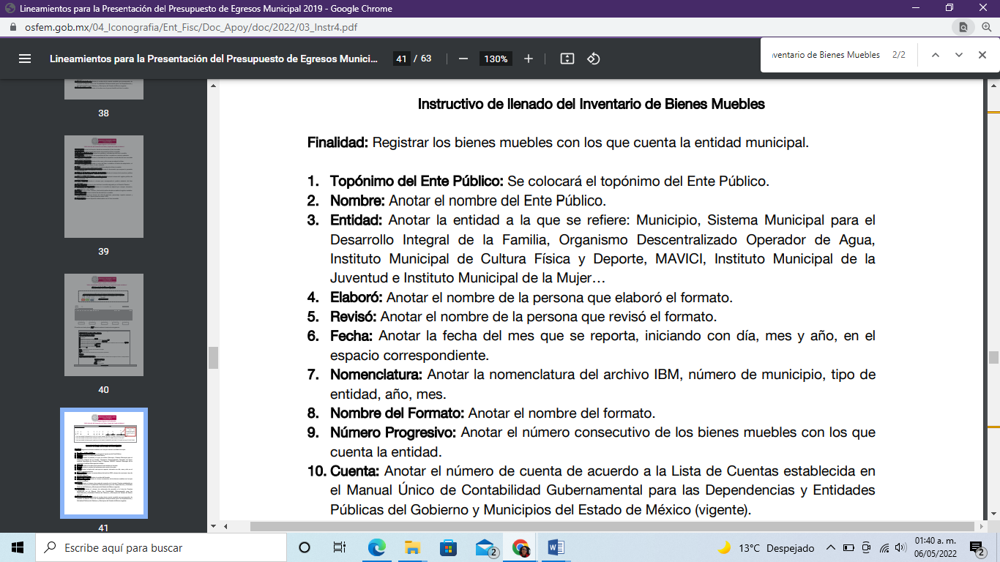 Lineamientos para la Presentación del Presupuesto de Egresos Municipal 2019 - Google Chrome
osfem.gob.mx/04_Iconografia/Ent_Fisc/Doc_Apoy/doc/2022/03_Instr4.pdf
Lineamientos para la Presentación del Presupuesto de Egresos Munici... 41 / 63 130%
ventario de Bienes Muebles 2/2
38
39
40
41
Instructivo de llenado del Inventario de Bienes Muebles
Finalidad: Registrar los bienes muebles con los que cuenta la entidad municipal.
1. Topónimo del Ente Público: Se colocará el topónimo del Ente Público.
2. Nombre: Anotar el nombre del Ente Público.
3. Entidad: Anotar la entidad a la que se refiere: Municipio, Sistema Municipal para el
Desarrollo Integral de la Familia, Organismo Descentralizado Operador de Agua,
Instituto Municipal de Cultura Física y Deporte, MAVICI, Instituto Municipal de la
Juventud e Instituto Municipal de la Mujer…
4. Elaboró: Anotar el nombre de la persona que elaboró el formato.
5. Revisó: Anotar el nombre de la persona que revisó el formato.
6. Fecha: Anotar la fecha del mes que se reporta, iniciando con día, mes y año, en el
espacio correspondiente.
7. Nomenclatura: Anotar la nomenclatura del archivo IBM, número de municipio, tipo de
entidad, año, mes.
8. Nombre del Formato: Anotar el nombre del formato.
9. Número Progresivo: Anotar el número consecutivo de los bienes muebles con los que
cuenta la entidad.
10. Cuenta: Anotar el número de cuenta de acuerdo a la Lista de Cuentas establecida en
el Manual Único de Contabilidad Gubernamental para las Dependencias y Entidades
Públicas del Gobierno y Municipios del Estado de México (vigente).
Escribe aquí para buscar
2
13°C Despejado
01:40 a. m.
06/05/2022
2